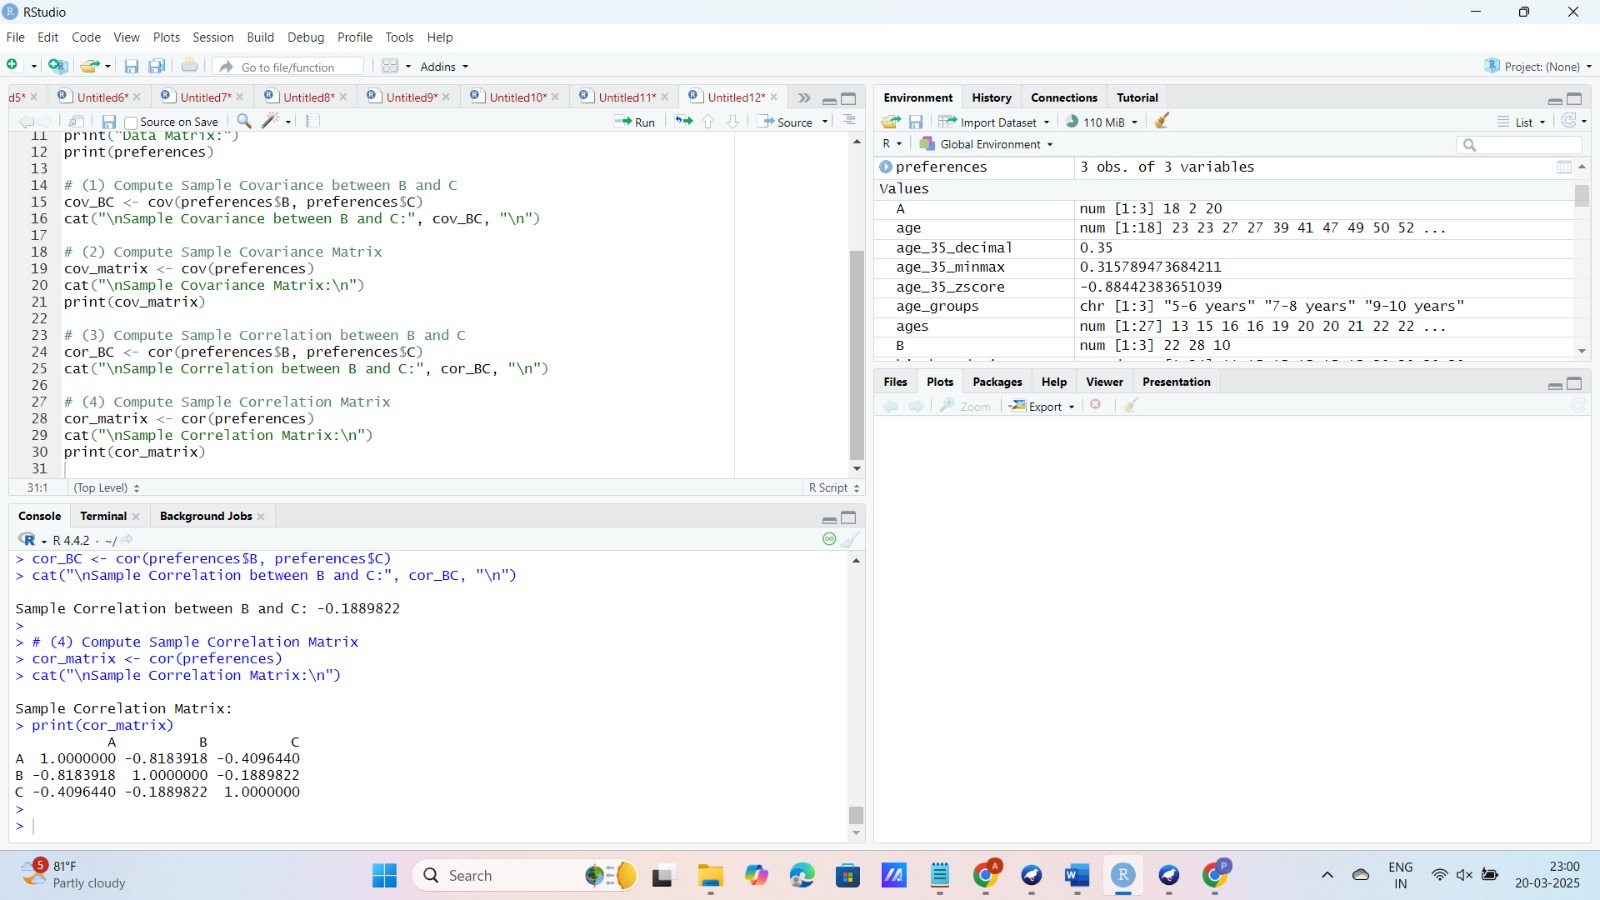 RStudio
File Edit Code View Plots Session Build Debug Profile Tools Help
Go to file/function Addins Project: (None)
d5* Untitled6* Untitled7* Untitled8* Untitled9* Untitled10* Untitled11* Untitled12*
Source on Save Run Source
11 print("Data Matrix:")
12 print(preferences)
13
14 # (1) Compute Sample Covariance between B and C
15 cov_BC <- cov(preferences$B, preferences$C)
16 cat("\nSample Covariance between B and C:", cov_BC, "\n")
17
18 # (2) Compute Sample Covariance Matrix
19 cov_matrix <- cov(preferences)
20 cat("\nSample Covariance Matrix:\n")
21 print(cov_matrix)
22
23 # (3) Compute Sample Correlation between B and C
24 cor_BC <- cor(preferences$B, preferences$C)
25 cat("\nSample Correlation between B and C:", cor_BC, "\n")
26
27 # (4) Compute Sample Correlation Matrix
28 cor_matrix <- cor(preferences)
29 cat("\nSample Correlation Matrix:\n")
30 print(cor_matrix)
31
31:1 (Top Level) R Script
Console Terminal Background Jobs
R 4.4.2 · ~/
> cor_BC <- cor(preferences$B, preferences$C)
> cat("\nSample Correlation between B and C:", cor_BC, "\n")
Sample Correlation between B and C: -0.1889822
>
> # (4) Compute Sample Correlation Matrix
> cor_matrix <- cor(preferences)
> cat("\nSample Correlation Matrix:\n")
Sample Correlation Matrix:
> print(cor_matrix)
A B C
A 1.0000000 -0.8183918 -0.4096440
B -0.8183918 1.0000000 -0.1889822
C -0.4096440 -0.1889822 1.0000000
>
>
Environment History Connections Tutorial
Import Dataset 110 MiB List
R Global Environment
preferences 3 obs. of 3 variables
Values
A num [1:3] 18 2 20
age num [1:18] 23 23 27 27 39 41 47 49 50 52 ...
age_35_decimal 0.35
age_35_minmax 0.315789473684211
age_35_zscore -0.88442383651039
age_groups chr [1:3] "5-6 years" "7-8 years" "9-10 years"
ages num [1:27] 13 15 16 16 19 20 20 21 22 22 ...
B num [1:3] 22 28 10
Files Plots Packages Help Viewer Presentation
Zoom Export
5 81°F
Partly cloudy
Search
A
P
ENG
IN
23:00
20-03-2025